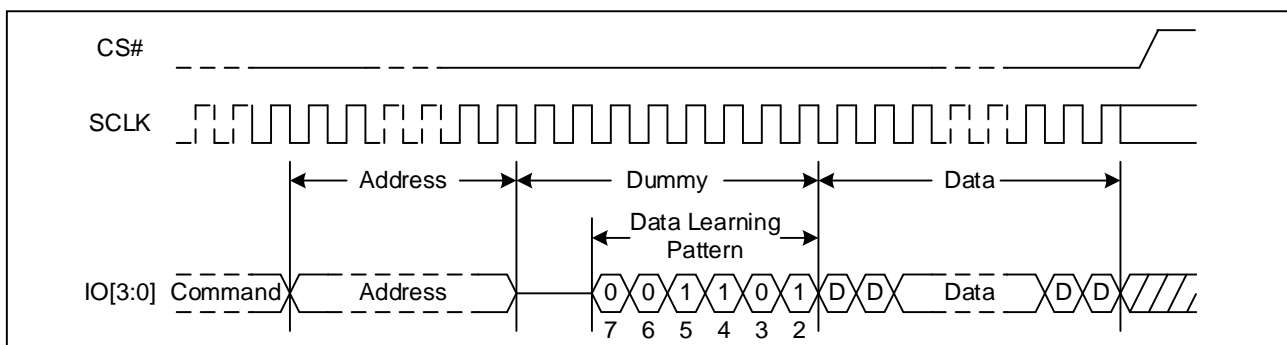 CS#
SCLK
Address Dummy Data
Data Learning
Pattern
IO[3:0] Command Address 0 0 1 1 0 1 D D Data D D
7 6 5 4 3 2